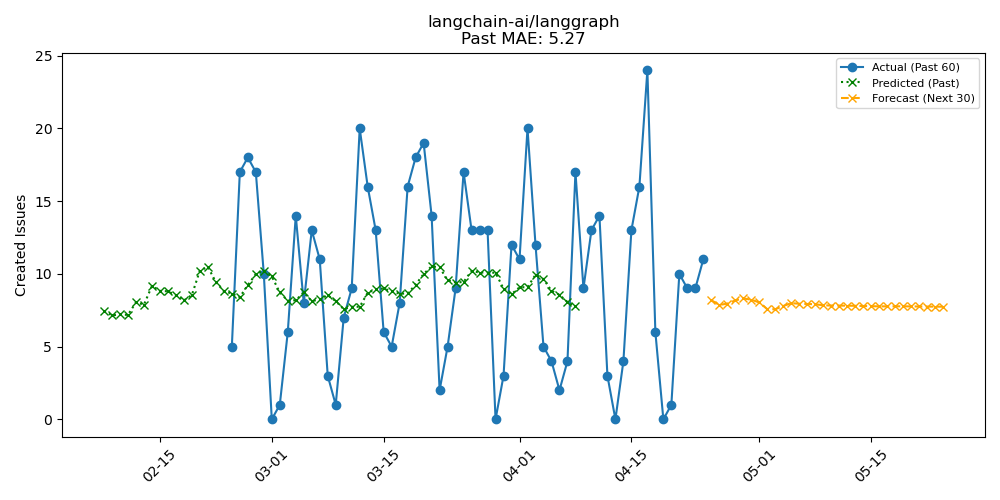 langchain-ai/langgraph
Past MAE: 5.27
Created Issues
25
20
15
10
5
0
Actual (Past 60)
Predicted (Past)
Forecast (Next 30)
02-15
03-01
03-15
04-01
04-15
05-01
05-15